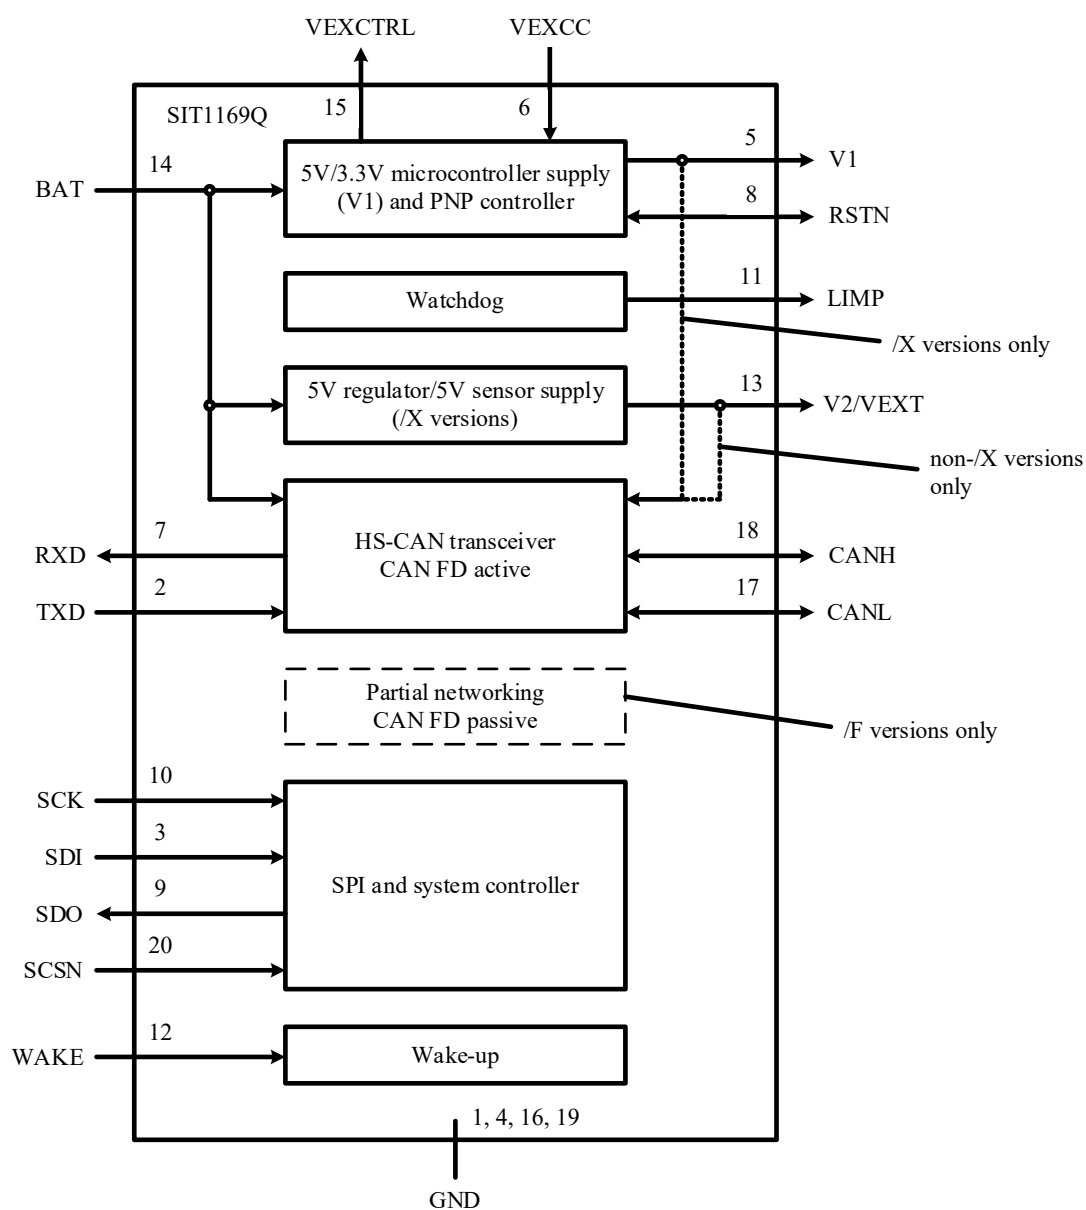 VEXCTRL
VEXCC
SIT1169Q
15
6
14
BAT
5V/3.3V microcontroller supply
(V1) and PNP controller
5
V1
8
RSTN
Watchdog
11
LIMP
/X versions only
5V regulator/5V sensor supply
(/X versions)
13
V2/VEXT
non-/X versions
only
7
RXD
2
TXD
HS-CAN transceiver
CAN FD active
18
CANH
17
CANL
Partial networking
CAN FD passive
/F versions only
10
SCK
3
SDI
9
SDO
20
SCSN
SPI and system controller
12
WAKE
Wake-up
1, 4, 16, 19
GND